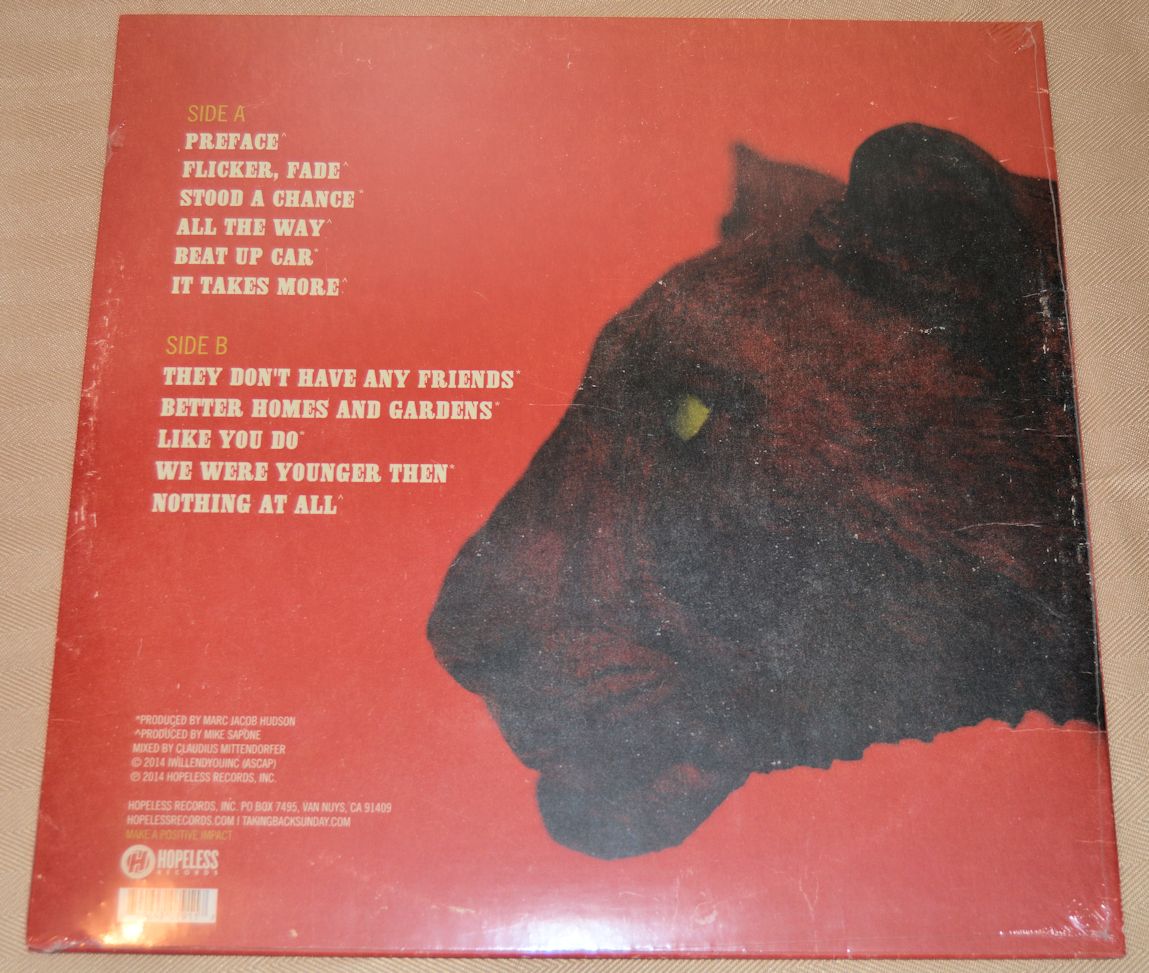 SIDE A
PREFACE^
FLICKER, FADE^
STOOD A CHANCE*
ALL THE WAY^
BEAT UP CAR*
IT TAKES MORE^
SIDE B
THEY DON'T HAVE ANY FRIENDS*
BETTER HOMES AND GARDENS*
LIKE YOU DO*
WE WERE YOUNGER THEN*
NOTHING AT ALL^
*PRODUCED BY MARC JACOB HUDSON
^PRODUCED BY MIKE SAPONE
MIXED BY CLAUDIUS MITTENDORFER
© 2014 IWILLENDYOUINC (ASCAP)
℗ 2014 HOPELESS RECORDS, INC.
HOPELESS RECORDS, INC. PO BOX 7495, VAN NUYS, CA 91409
HOPELESSRECORDS.COM | TAKINGBACKSUNDAY.COM
MAKE A POSITIVE IMPACT
H HOPELESS
RECORDS